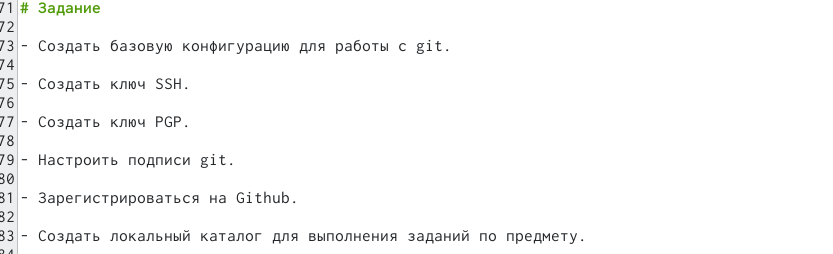 71 # Задание
72
73 - Создать базовую конфигурацию для работы с git.
74
75 - Создать ключ SSH.
76
77 - Создать ключ PGP.
78
79 - Настроить подписи git.
80
81 - Зарегистрироваться на Github.
82
83 - Создать локальный каталог для выполнения заданий по предмету.